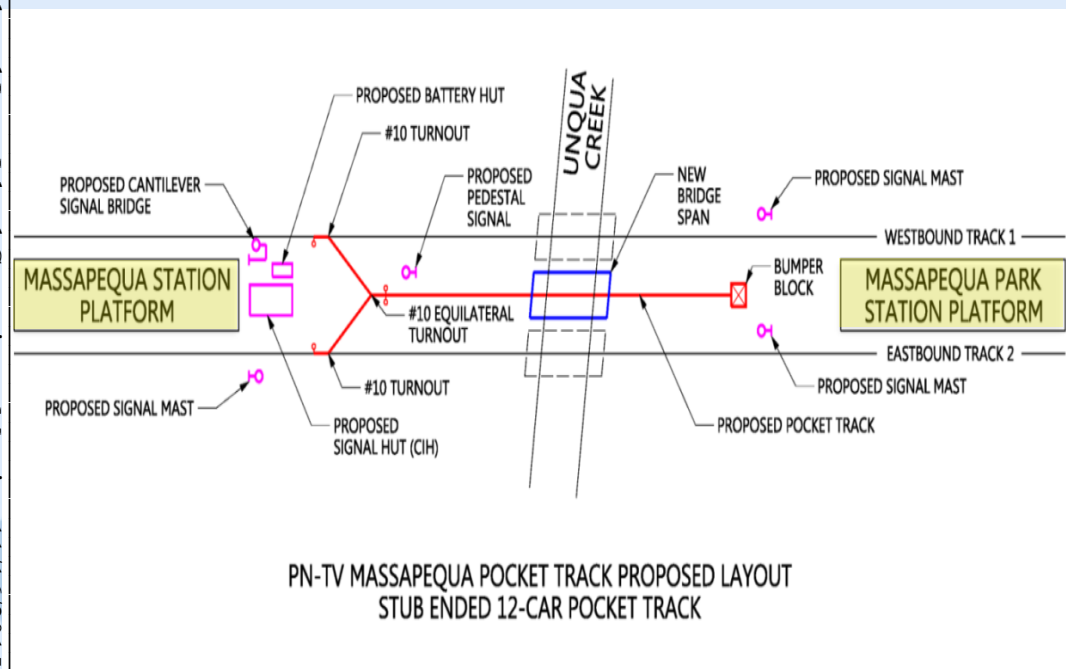 UNQUA
CREEK
PROPOSED BATTERY HUT
#10 TURNOUT
PROPOSED CANTILEVER
SIGNAL BRIDGE
PROPOSED
PEDESTAL
SIGNAL
NEW
BRIDGE
SPAN
PROPOSED SIGNAL MAST
WESTBOUND TRACK 1
MASSAPEQUA STATION
PLATFORM
BUMPER
BLOCK
MASSAPEQUA PARK
STATION PLATFORM
#10 EQUILATERAL
TURNOUT
EASTBOUND TRACK 2
#10 TURNOUT
PROPOSED SIGNAL MAST
PROPOSED SIGNAL MAST
PROPOSED
SIGNAL HUT (CIH)
PROPOSED POCKET TRACK
PN-TV MASSAPEQUA POCKET TRACK PROPOSED LAYOUT
STUB ENDED 12-CAR POCKET TRACK